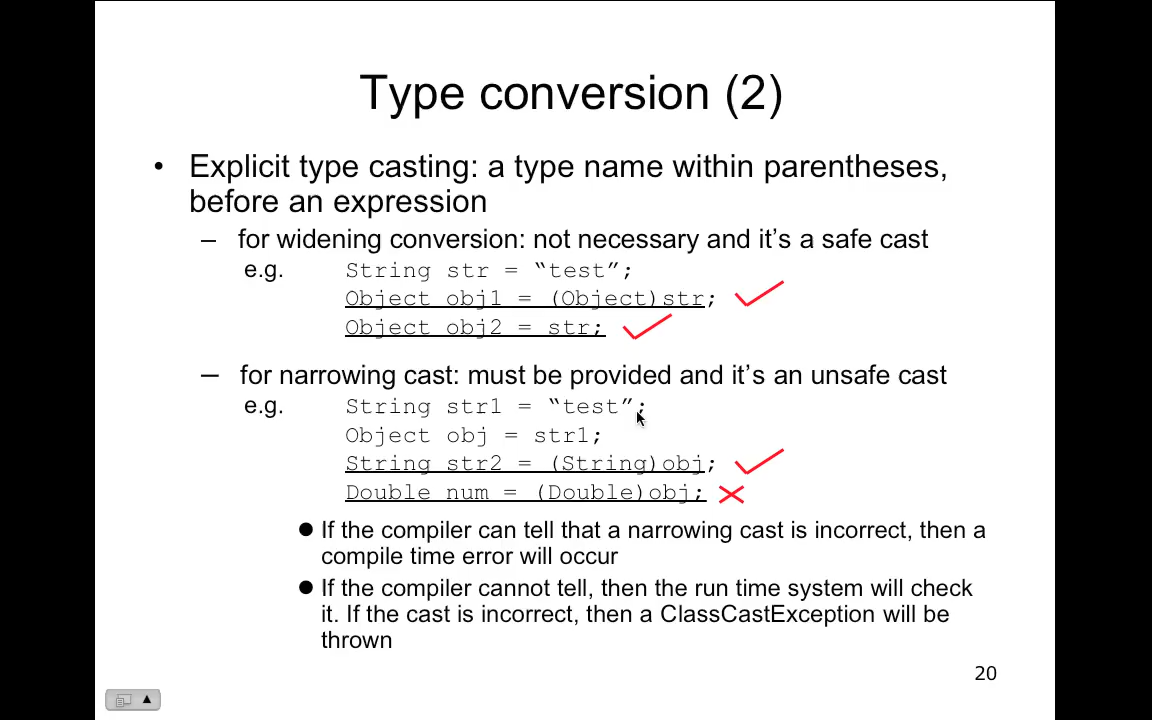 Type conversion (2)
• Explicit type casting: a type name within parentheses,
before an expression
– for widening conversion: not necessary and it’s a safe cast
e.g. String str = “test”;
Object obj1 = (Object)str;
Object obj2 = str;
– for narrowing cast: must be provided and it’s an unsafe cast
e.g. String str1 = “test”;
Object obj = str1;
String str2 = (String)obj;
Double num = (Double)obj;
● If the compiler can tell that a narrowing cast is incorrect, then a
compile time error will occur
● If the compiler cannot tell, then the run time system will check
it. If the cast is incorrect, then a ClassCastException will be
thrown
20